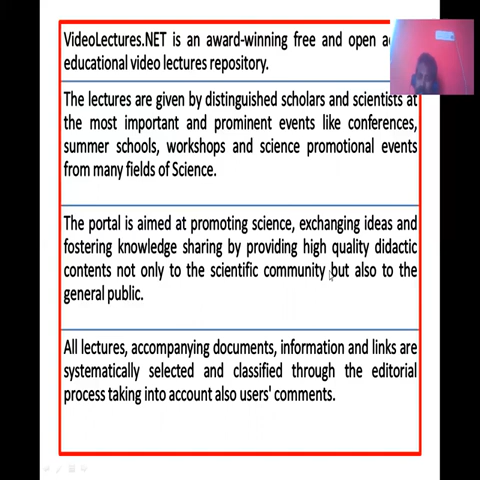 VideoLectures.NET is an award-winning free and open
educational video lectures repository.
The lectures are given by distinguished scholars and scientists at
the most important and prominent events like conferences,
summer schools, workshops and science promotional events
from many fields of Science.
The portal is aimed at promoting science, exchanging ideas and
fostering knowledge sharing by providing high quality didactic
contents not only to the scientific community but also to the
general public.
All lectures, accompanying documents, information and links are
systematically selected and classified through the editorial
process taking into account also users' comments.